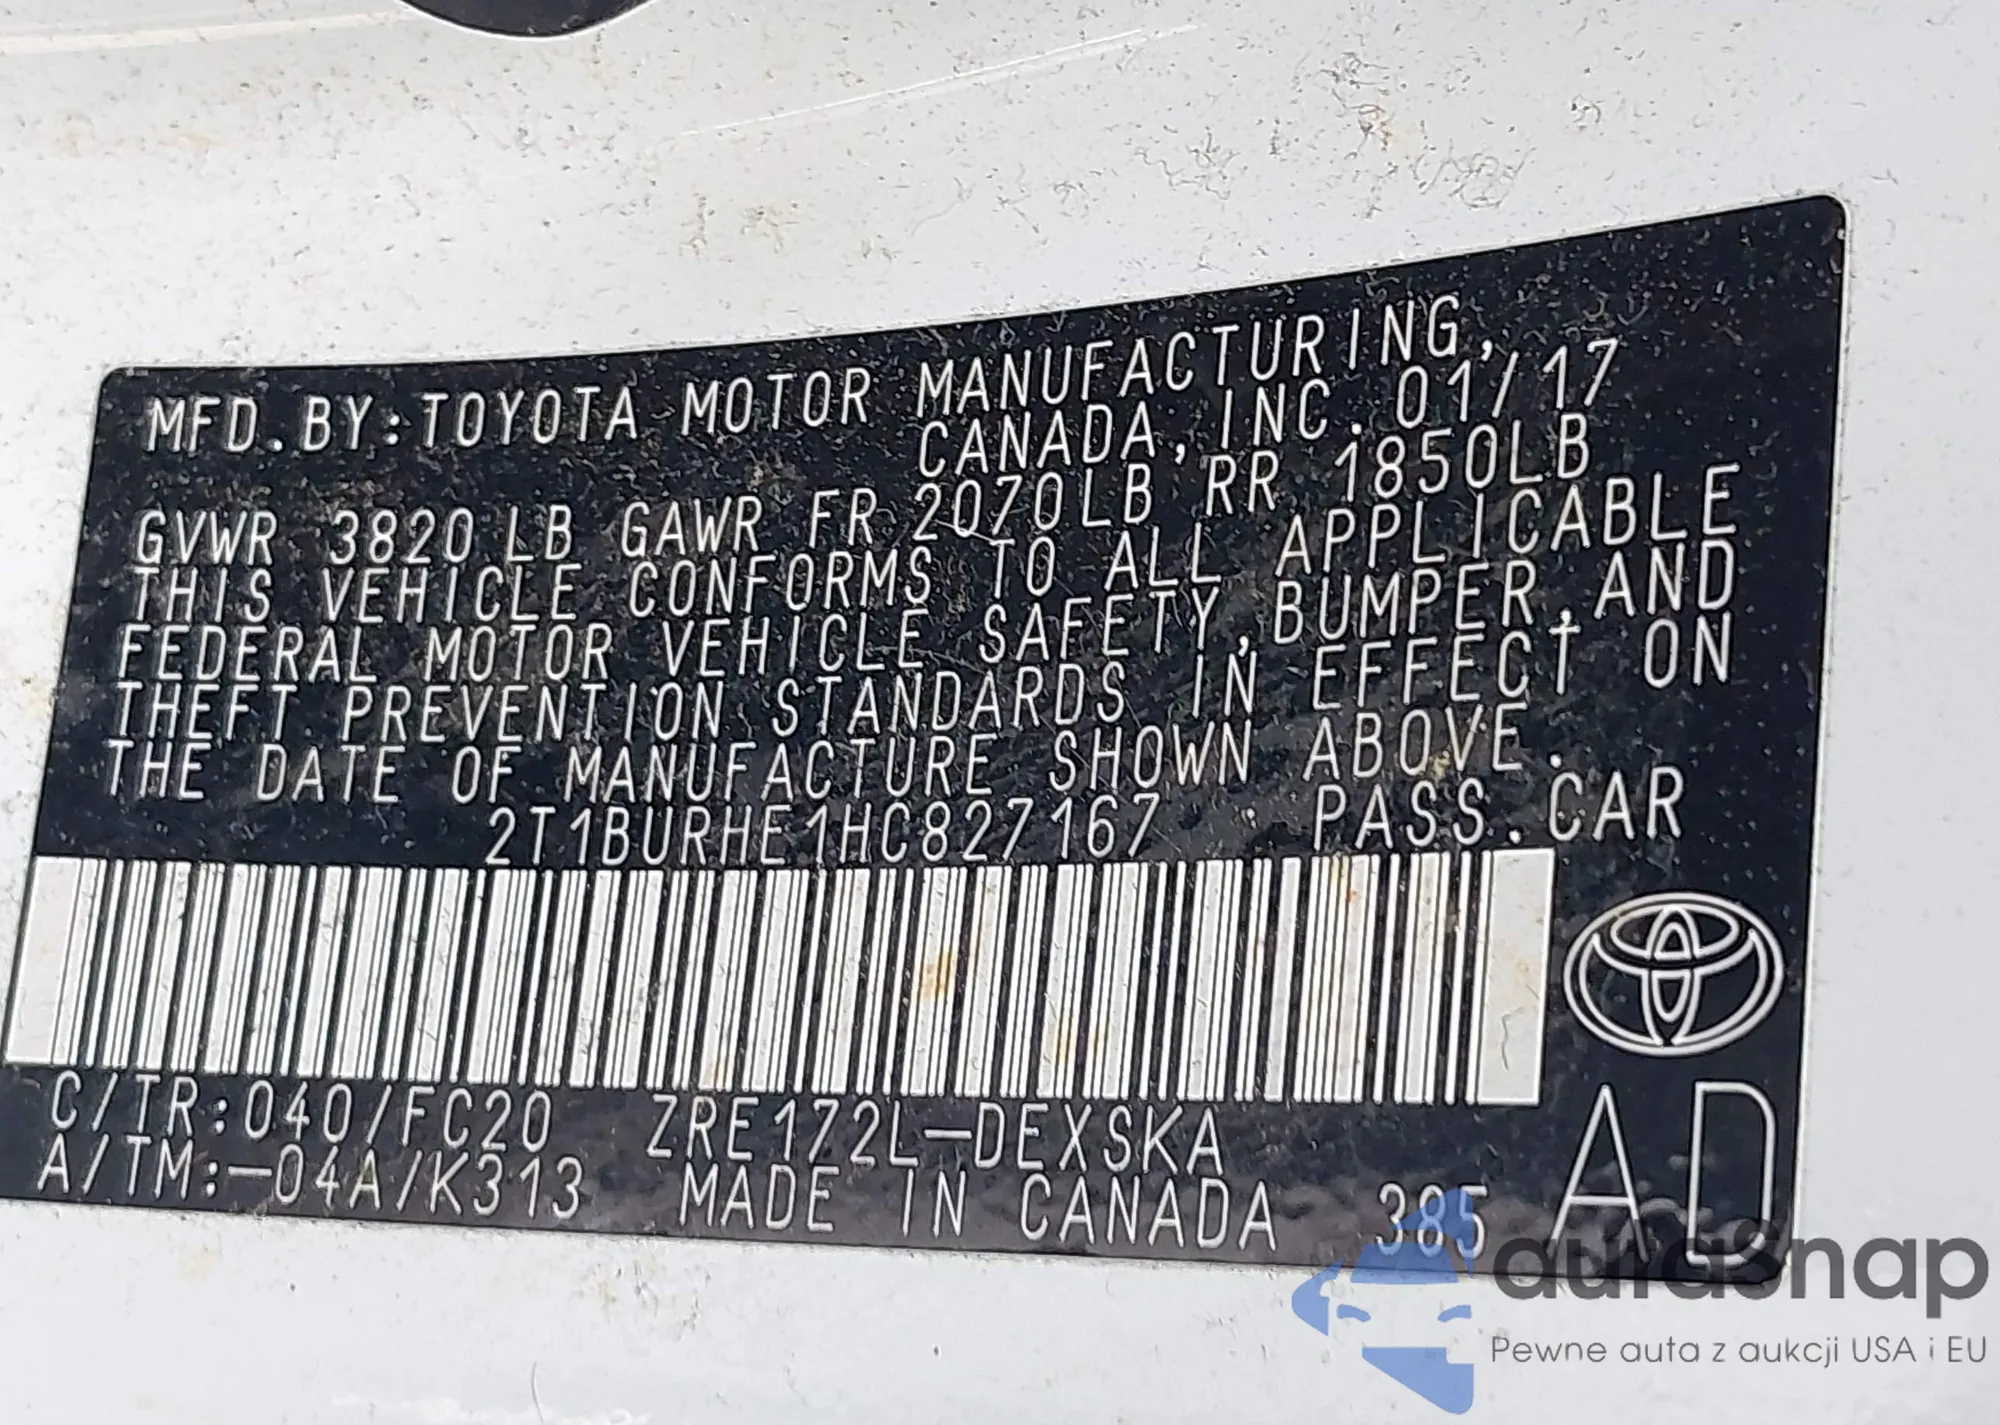 MFD.BY:TOYOTA MOTOR MANUFACTURING,
CANADA,INC.01/17
GVWR 3820LB GAWR FR 2070LB RR 1850LB
THIS VEHICLE CONFORMS TO ALL APPLICABLE
FEDERAL MOTOR VEHICLE SAFETY,BUMPER,AND
THEFT PREVENTION STANDARDS IN EFFECT ON
THE DATE OF MANUFACTURE SHOWN ABOVE.
2T1BURHE1HC827167 PASS.CAR
C/TR:040/FC20 ZRE172L-DEXSKA
A/TM:-04A/K313 MADE IN CANADA 385
AD
autasnap
Pewne auta z aukcji USA i EU